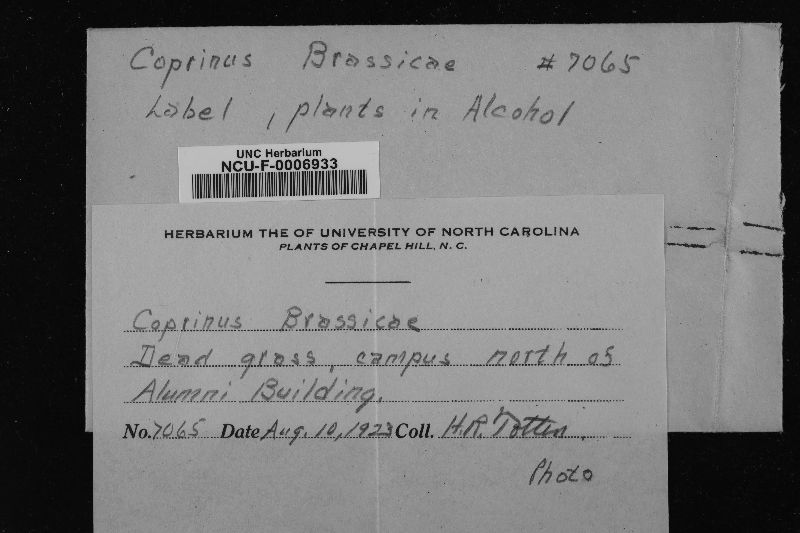 Coprinus Brassicae #7065
Label, plants in Alcohol
UNC Herbarium
NCU-F-0006933
HERBARIUM THE OF UNIVERSITY OF NORTH CAROLINA
PLANTS OF CHAPEL HILL, N. C.
Coprinus Brassicae
Dead grass, campus north of
Alumni Building.
No. 7065 Date Aug. 10, 1923 Coll. H.R. Totten.
Photo